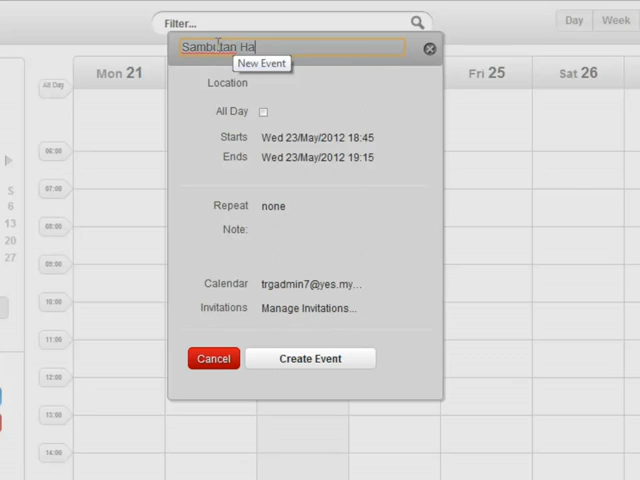 Filter...
Day
Week
Sambutan Ha
New Event
Mon 21
Fri 25
Sat 26
All Day
Location
All Day
Starts
Wed 23/May/2012 18:45
Ends
Wed 23/May/2012 19:15
Repeat
none
Note:
Calendar
trgadmin7@yes.my...
Invitations
Manage Invitations...
Cancel
Create Event
S
6
13
20
27
06:00
07:00
08:00
09:00
10:00
11:00
12:00
13:00
14:00